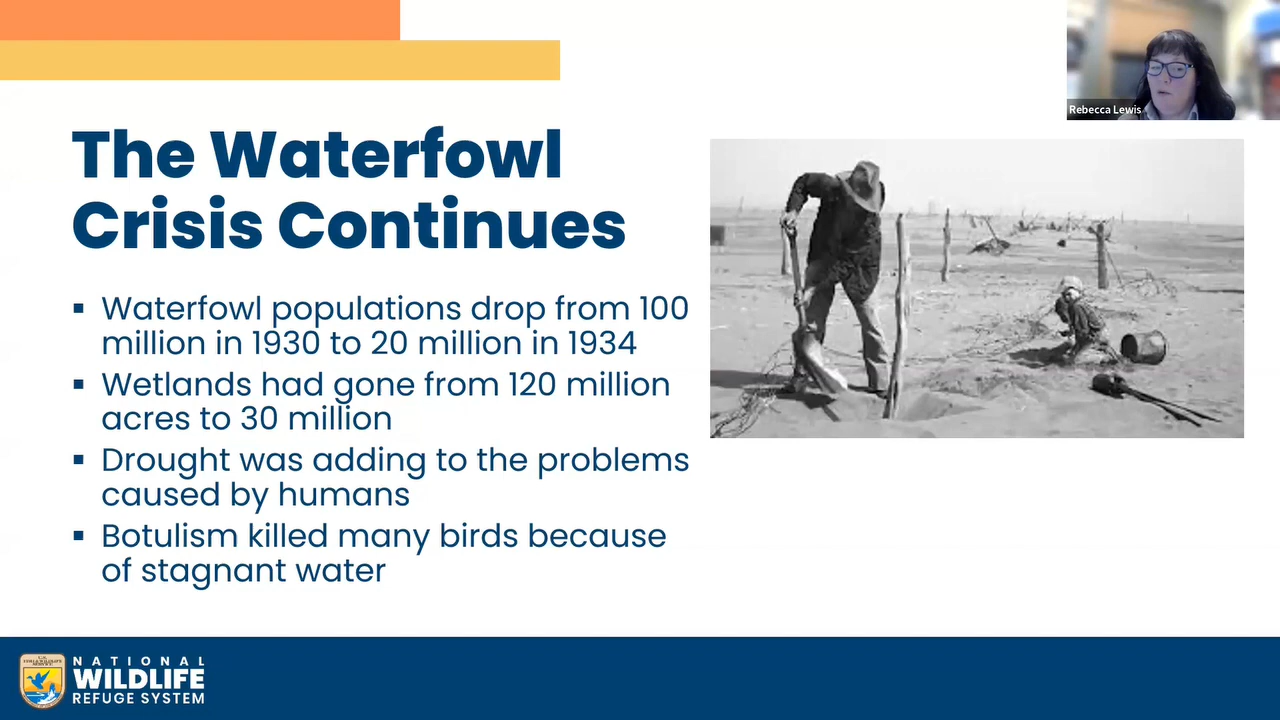 Rebecca Lewis
The Waterfowl
Crisis Continues
▪ Waterfowl populations drop from 100
million in 1930 to 20 million in 1934
▪ Wetlands had gone from 120 million
acres to 30 million
▪ Drought was adding to the problems
caused by humans
▪ Botulism killed many birds because
of stagnant water
NATIONAL
WILDLIFE
REFUGE SYSTEM